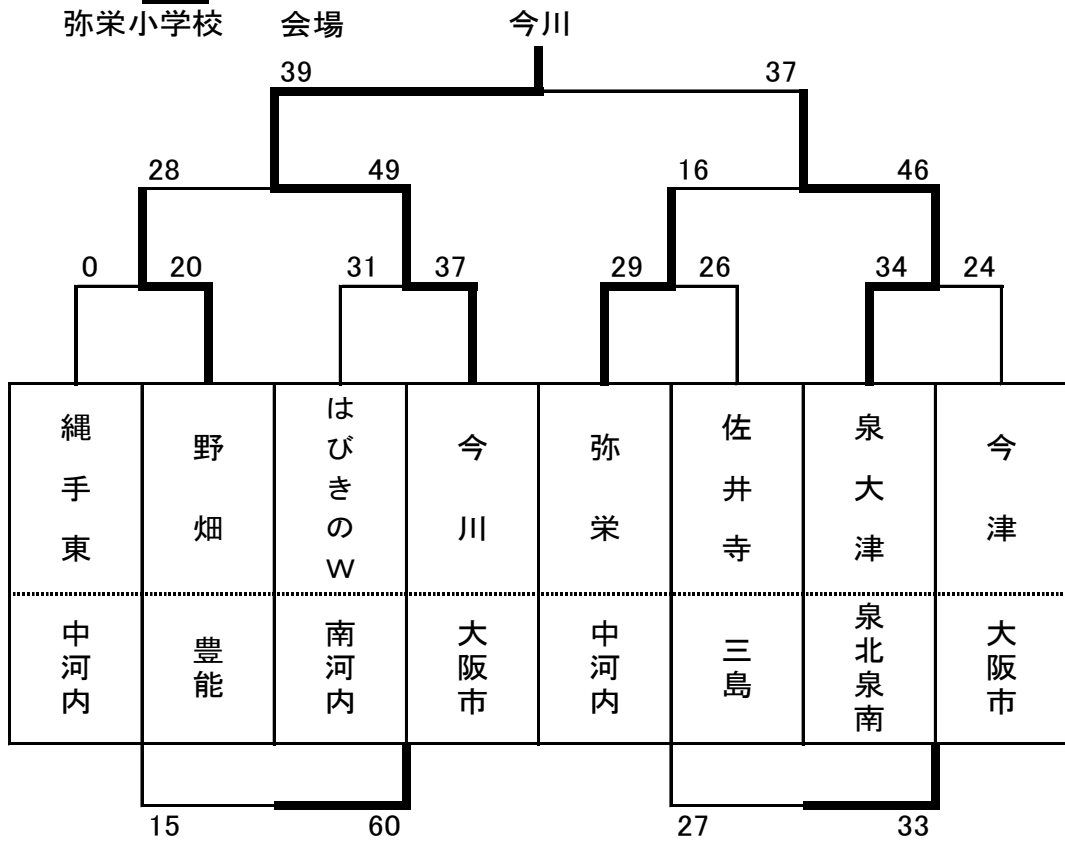 弥栄小学校 会場 今川
39 37
28 49 16 46
0 20 31 37 29 26 34 24
縄手東 野畑 はびきのW 今川 弥栄 佐井寺 泉大津 今津
中河内 豊能 南河内 大阪市 中河内 三島 泉北泉南 大阪市
15 60 27 33